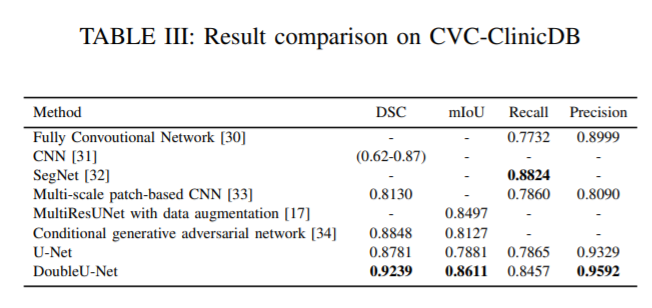 TABLE III: Result comparison on CVC-ClinicDB
Method DSC mIoU Recall Precision
Fully Convoutional Network [30] - - 0.7732 0.8999
CNN [31] (0.62-0.87) - - -
SegNet [32] - - 0.8824 -
Multi-scale patch-based CNN [33] 0.8130 - 0.7860 0.8090
MultiResUNet with data augmentation [17] - 0.8497 - -
Conditional generative adversarial network [34] 0.8848 0.8127 - -
U-Net 0.8781 0.7881 0.7865 0.9329
DoubleU-Net 0.9239 0.8611 0.8457 0.9592